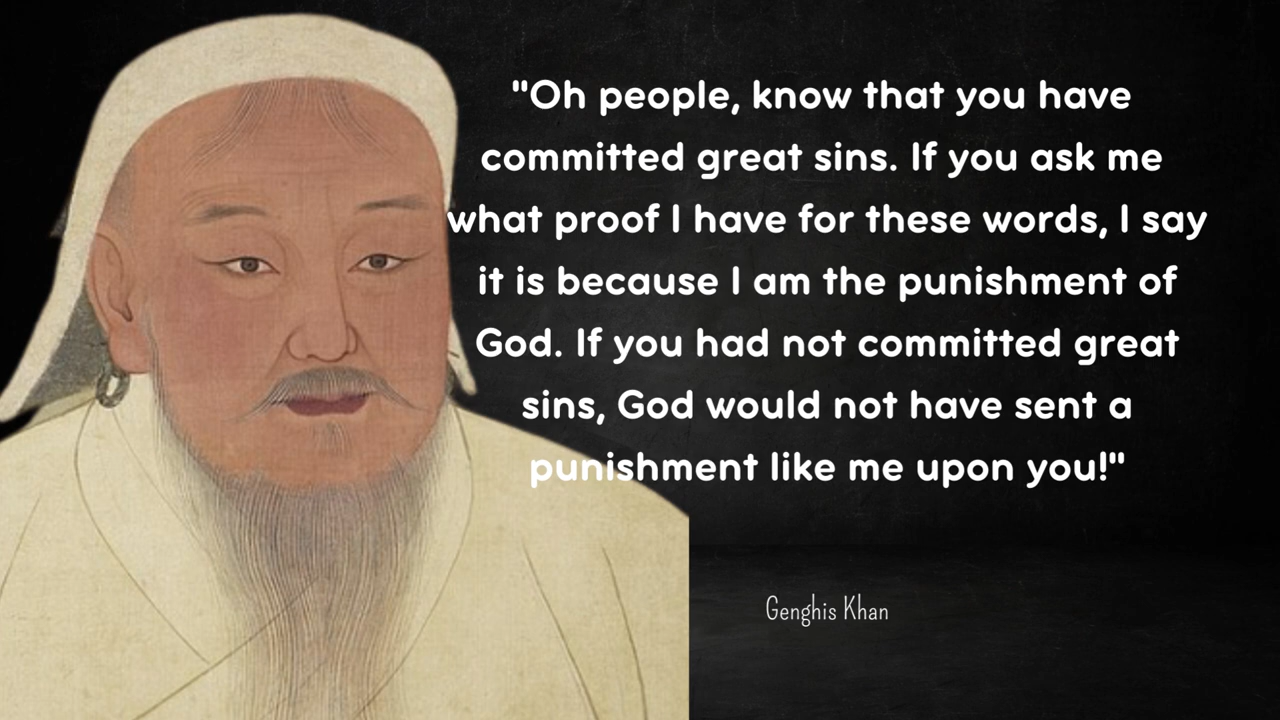 "Oh people, know that you have
committed great sins. If you ask me
what proof I have for these words, I say
it is because I am the punishment of
God. If you had not committed great
sins, God would not have sent a
punishment like me upon you!"
Genghis Khan